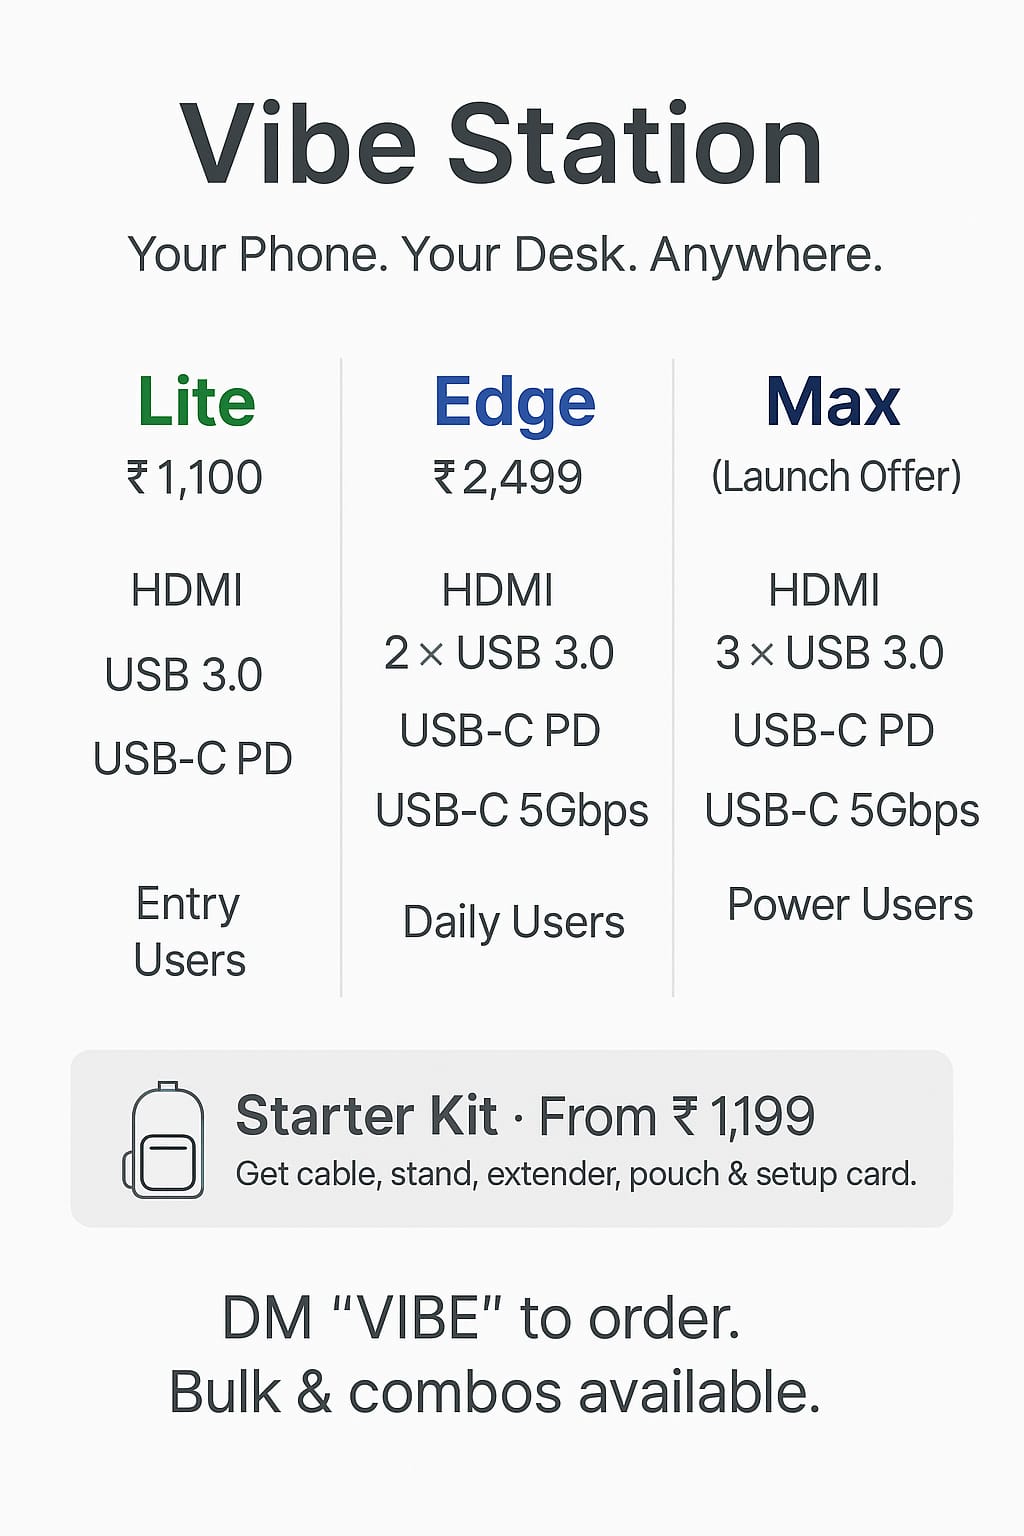 Vibe Station
Your Phone. Your Desk. Anywhere.
Lite
₹1,100
HDMI
USB 3.0
USB-C PD
Entry
Users
Edge
₹2,499
HDMI
2 × USB 3.0
USB-C PD
USB-C 5Gbps
Daily Users
Max
(Launch Offer)
HDMI
3 × USB 3.0
USB-C PD
USB-C 5Gbps
Power Users
Starter Kit · From ₹ 1,199
Get cable, stand, extender, pouch & setup card.
DM “VIBE” to order.
Bulk & combos available.